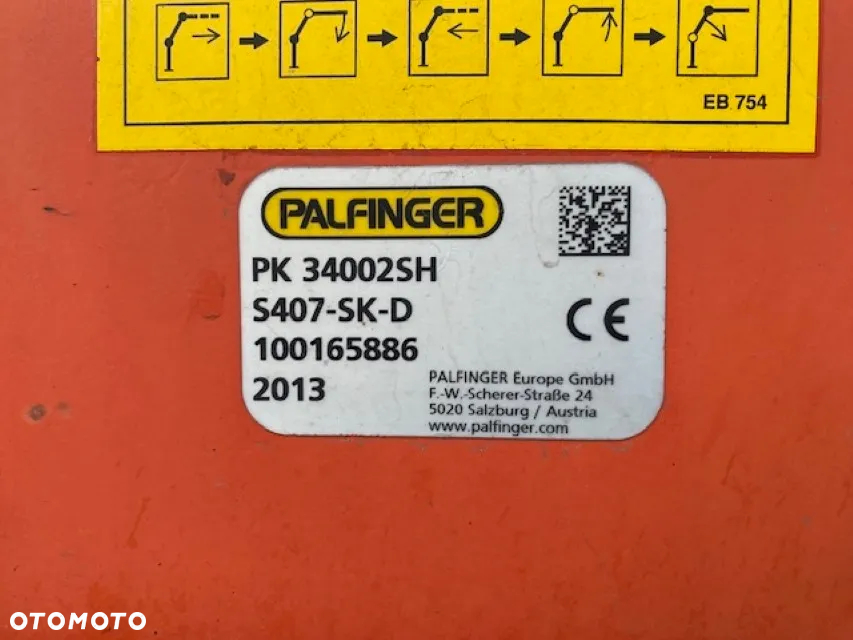 EB 754
PALFINGER
PK 34002SH
S407-SK-D
100165886
2013
CE
PALFINGER Europe GmbH
F.-W.-Scherer-Straße 24
5020 Salzburg / Austria
www.palfinger.com
OTOMOTO